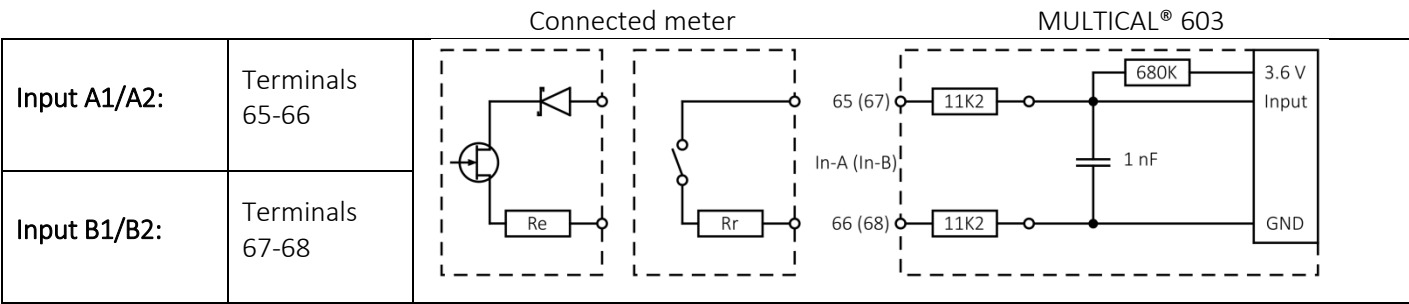 Connected meter
MULTICAL® 603
Input A1/A2:
Terminals
65-66
Input B1/B2:
Terminals
67-68
Re
Rr
65 (67)
In-A (In-B)
66 (68)
11K2
11K2
680K
1 nF
3.6 V
Input
GND